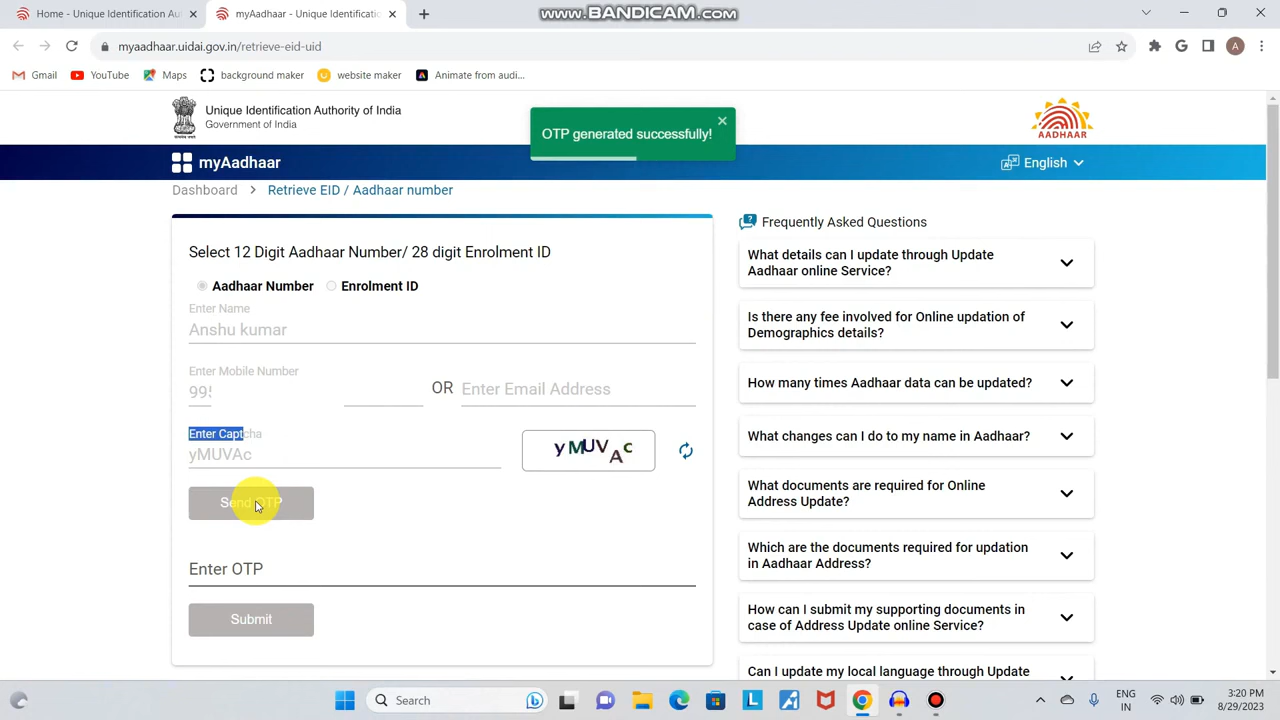 Home - Unique Identification Au
myAadhaar - Unique Identificatio
www.BANDICAM.com
myaadhaar.uidai.gov.in/retrieve-eid-uid
A
Gmail
YouTube
Maps
background maker
website maker
Animate from audi...
Unique Identification Authority of India
Government of India
OTP generated successfully!
AADHAAR
myAadhaar
English
Dashboard > Retrieve EID / Aadhaar number
Select 12 Digit Aadhaar Number/ 28 digit Enrolment ID
Aadhaar Number
Enrolment ID
Enter Name
Anshu kumar
Enter Mobile Number
995
OR
Enter Email Address
Enter Captcha
yMUVAc
yMUVAc
Send OTP
Enter OTP
Submit
Frequently Asked Questions
What details can I update through Update
Aadhaar online Service?
Is there any fee involved for Online updation of
Demographics details?
How many times Aadhaar data can be updated?
What changes can I do to my name in Aadhaar?
What documents are required for Online
Address Update?
Which are the documents required for updation
in Aadhaar Address?
How can I submit my supporting documents in
case of Address Update online Service?
Can I update my local language through Update
Search
ENG
IN
3:20 PM
8/29/2023